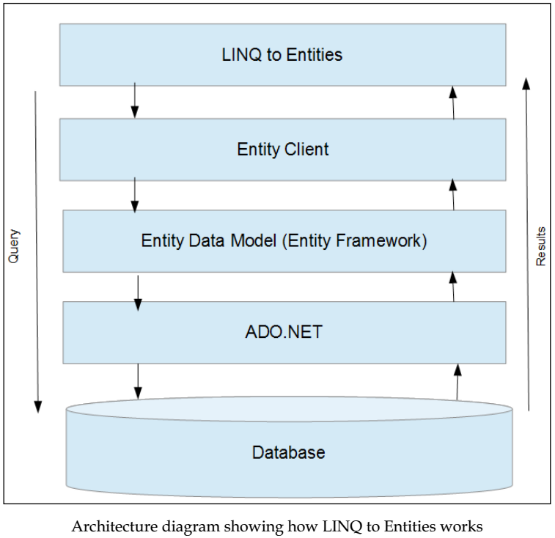 LINQ to Entities
Entity Client
Query
Entity Data Model (Entity Framework)
Results
ADO.NET
Database
Architecture diagram showing how LINQ to Entities works